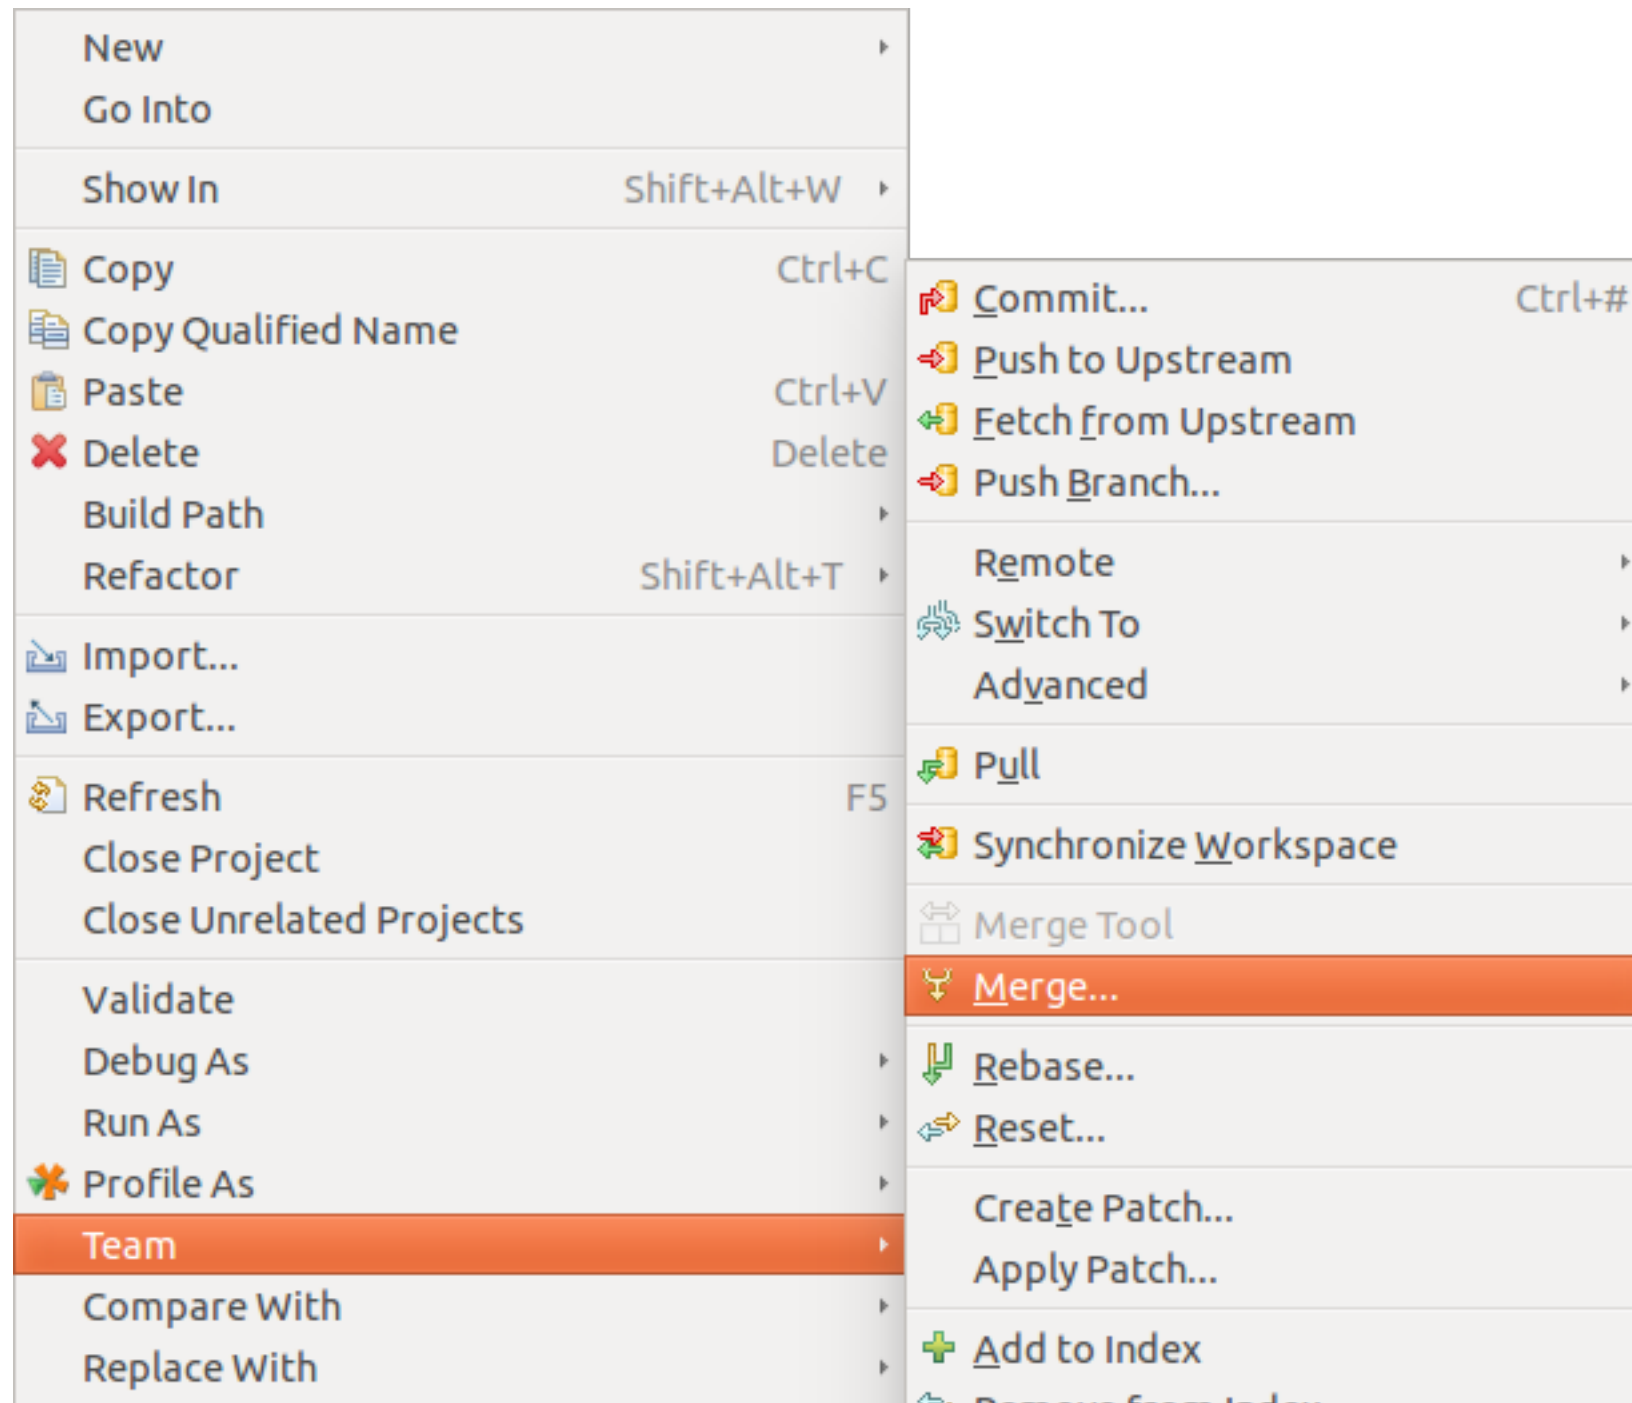 New
Go Into
Show In Shift+Alt+W
Copy Ctrl+C
Copy Qualified Name
Paste Ctrl+V
Delete Delete
Build Path
Refactor Shift+Alt+T
Import...
Export...
Refresh F5
Close Project
Close Unrelated Projects
Validate
Debug As
Run As
Profile As
Team
Compare With
Replace With
Commit... Ctrl+#
Push to Upstream
Fetch from Upstream
Push Branch...
Remote
Switch To
Advanced
Pull
Synchronize Workspace
Merge Tool
Merge...
Rebase...
Reset...
Create Patch...
Apply Patch...
Add to Index
Remove from Index